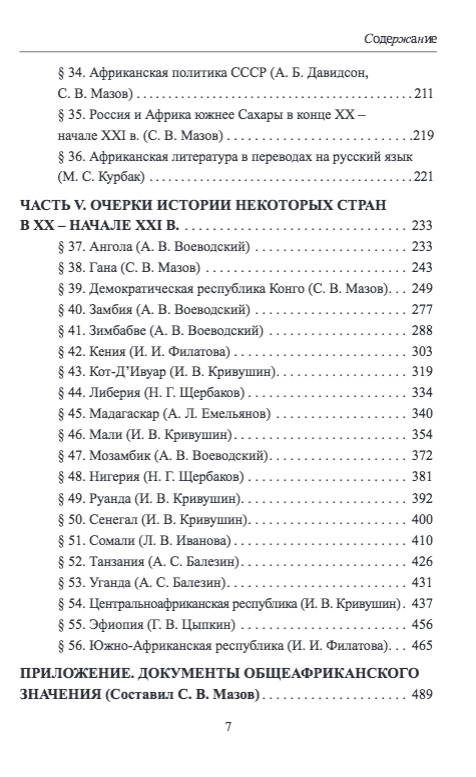 Содержание
§ 34. Африканская политика СССР (А. Б. Давидсон,
С. В. Мазов) . . . . . . . . . . . . . . . . . . . . . . . . . . . . . . . . . . . . . 211
§ 35. Россия и Африка южнее Сахары в конце XX –
начале XXI в. (С. В. Мазов) . . . . . . . . . . . . . . . . . . . . . . . . 219
§ 36. Африканская литература в переводах на русский язык
(М. С. Курбак) . . . . . . . . . . . . . . . . . . . . . . . . . . . . . . . . . . . 221
ЧАСТЬ V. ОЧЕРКИ ИСТОРИИ НЕКОТОРЫХ СТРАН
В XX – НАЧАЛЕ XXI В. . . . . . . . . . . . . . . . . . . . . . . . . . . . . . 233
§ 37. Ангола (А. В. Воеводский) . . . . . . . . . . . . . . . . . . . . . 233
§ 38. Гана (С. В. Мазов) . . . . . . . . . . . . . . . . . . . . . . . . . . . . 243
§ 39. Демократическая республика Конго (С. В. Мазов). . . 249
§ 40. Замбия (А. В. Воеводский) . . . . . . . . . . . . . . . . . . . . . 277
§ 41. Зимбабве (А. В. Воеводский) . . . . . . . . . . . . . . . . . . . 288
§ 42. Кения (И. И. Филатова) . . . . . . . . . . . . . . . . . . . . . . . . 303
§ 43. Кот-Д’Ивуар (И. В. Кривушин). . . . . . . . . . . . . . . . . . 319
§ 44. Либерия (Н. Г. Щербаков) . . . . . . . . . . . . . . . . . . . . . . 334
§ 45. Мадагаскар (А. Л. Емельянов) . . . . . . . . . . . . . . . . . . 340
§ 46. Мали (И. В. Кривушин) . . . . . . . . . . . . . . . . . . . . . . . . 354
§ 47. Мозамбик (А. В. Воеводский). . . . . . . . . . . . . . . . . . . 372
§ 48. Нигерия (Н. Г. Щербаков) . . . . . . . . . . . . . . . . . . . . . . 381
§ 49. Руанда (И. В. Кривушин). . . . . . . . . . . . . . . . . . . . . . . 392
§ 50. Сенегал (И. В. Кривушин). . . . . . . . . . . . . . . . . . . . . . 400
§ 51. Сомали (Л. В. Иванова) . . . . . . . . . . . . . . . . . . . . . . . . 410
§ 52. Танзания (А. С. Балезин) . . . . . . . . . . . . . . . . . . . . . . . 426
§ 53. Уганда (А. С. Балезин). . . . . . . . . . . . . . . . . . . . . . . . . 431
§ 54. Центральноафриканская республика (И. В. Кривушин) . 437
§ 55. Эфиопия (Г. В. Цыпкин) . . . . . . . . . . . . . . . . . . . . . . . 456
§ 56. Южно-Африканская республика (И. И. Филатова). . . 465
ПРИЛОЖЕНИЕ. ДОКУМЕНТЫ ОБЩЕАФРИКАНСКОГО
ЗНАЧЕНИЯ (Составил С. В. Мазов) . . . . . . . . . . . . . . . . . . . . 489
7